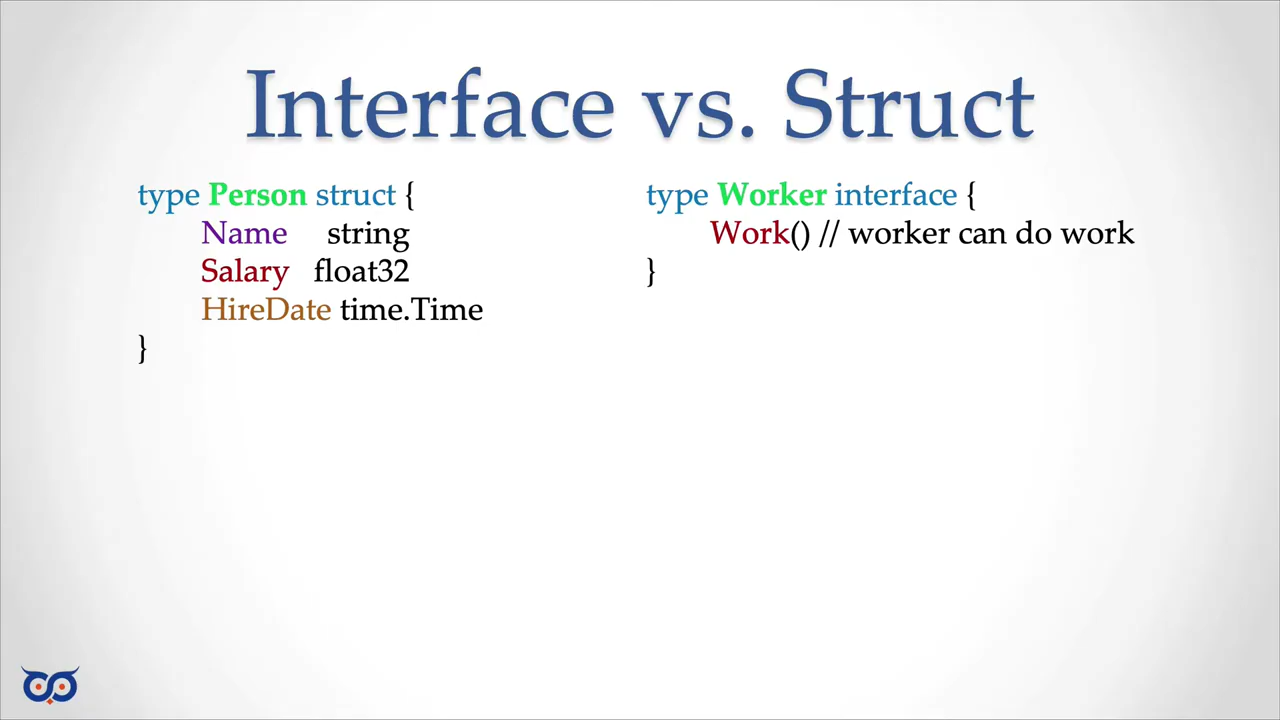 Interface vs. Struct
type Person struct {
Name string
Salary float32
HireDate time.Time
}
type Worker interface {
Work() // worker can do work
}